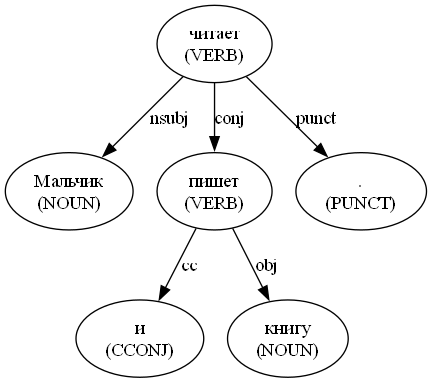 читает
(VERB)
nsubj
conj
punct
Мальчик
(NOUN)
пишет
(VERB)
.
(PUNCT)
cc
obj
и
(CCONJ)
книгу
(NOUN)